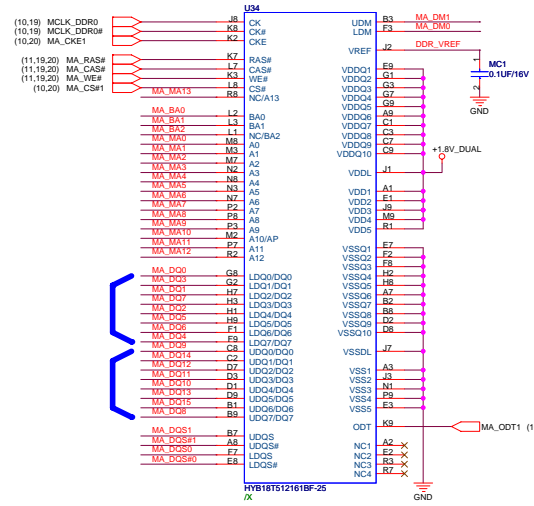 U34
(10,19) MCLK_DDR0 J8 CK UDM B3 MA_DM1
(10,19) MCLK_DDR0# K8 CK# LDM F3 MA_DM0
(10,20) MA_CKE1 K2 CKE
VREF J2 DDR_VREF
(11,19,20) MA_RAS# K7 RAS#
(11,19,20) MA_CAS# L7 CAS# VDDQ1 E9
(11,19,20) MA_WE# K3 WE# VDDQ2 G1
(10,20) MA_CS#1 L8 CS# VDDQ3 G3
MA_MA13 R8 NC/A13 VDDQ4 G7
VDDQ5 G9
MA_BA0 L2 BA0 VDDQ6 A9
MA_BA1 L3 BA1 VDDQ7 C1
MA_BA2 L1 NC/BA2 VDDQ8 C3
MA_MA0 M8 A0 VDDQ9 C7
MA_MA1 M3 A1 VDDQ10 C9
MA_MA2 M7 A2
MA_MA3 N2 A3 VDDL J1
MA_MA4 N8 A4
MA_MA5 N3 A5 VDD1 A1
MA_MA6 N7 A6 VDD2 E1
MA_MA7 P2 A7 VDD3 J9
MA_MA8 P8 A8 VDD4 M9
MA_MA9 P3 A9 VDD5 R1
MA_MA10 M2 A10/AP
MA_MA11 P7 A11 VSSQ1 E7
MA_MA12 R2 A12 VSSQ2 F2
VSSQ3 F8
MA_DQ0 G8 LDQ0/DQ0 VSSQ4 H2
MA_DQ3 G2 LDQ1/DQ1 VSSQ5 H8
MA_DQ1 H7 LDQ2/DQ2 VSSQ6 A7
MA_DQ7 H3 LDQ3/DQ3 VSSQ7 B2
MA_DQ2 H1 LDQ4/DQ4 VSSQ8 B8
MA_DQ5 H9 LDQ5/DQ5 VSSQ9 D2
MA_DQ6 F1 LDQ6/DQ6 VSSQ10 D8
MA_DQ4 F9 LDQ7/DQ7
MA_DQ9 C8 UDQ0/DQ0 VSSDL J7
MA_DQ14 C2 UDQ1/DQ1
MA_DQ12 D7 UDQ2/DQ2 VSS1 A3
MA_DQ11 D3 UDQ3/DQ3 VSS2 J3
MA_DQ10 D1 UDQ4/DQ4 VSS3 N1
MA_DQ13 D9 UDQ5/DQ5 VSS4 P9
MA_DQ15 B1 UDQ6/DQ6 VSS5 E3
MA_DQ8 B9 UDQ7/DQ7
ODT K9 MA_ODT1 (1
MA_DQS1 B7 UDQS
MA_DQS#1 A8 UDQS# NC1 A2
MA_DQS0 F7 LDQS NC2 E2
MA_DQS#0 E8 LDQS# NC3 R3
NC4 R7
HYB18T512161BF-25
/X
1
MC1
0.1UF/16V
2
GND
+1.8V_DUAL
GND